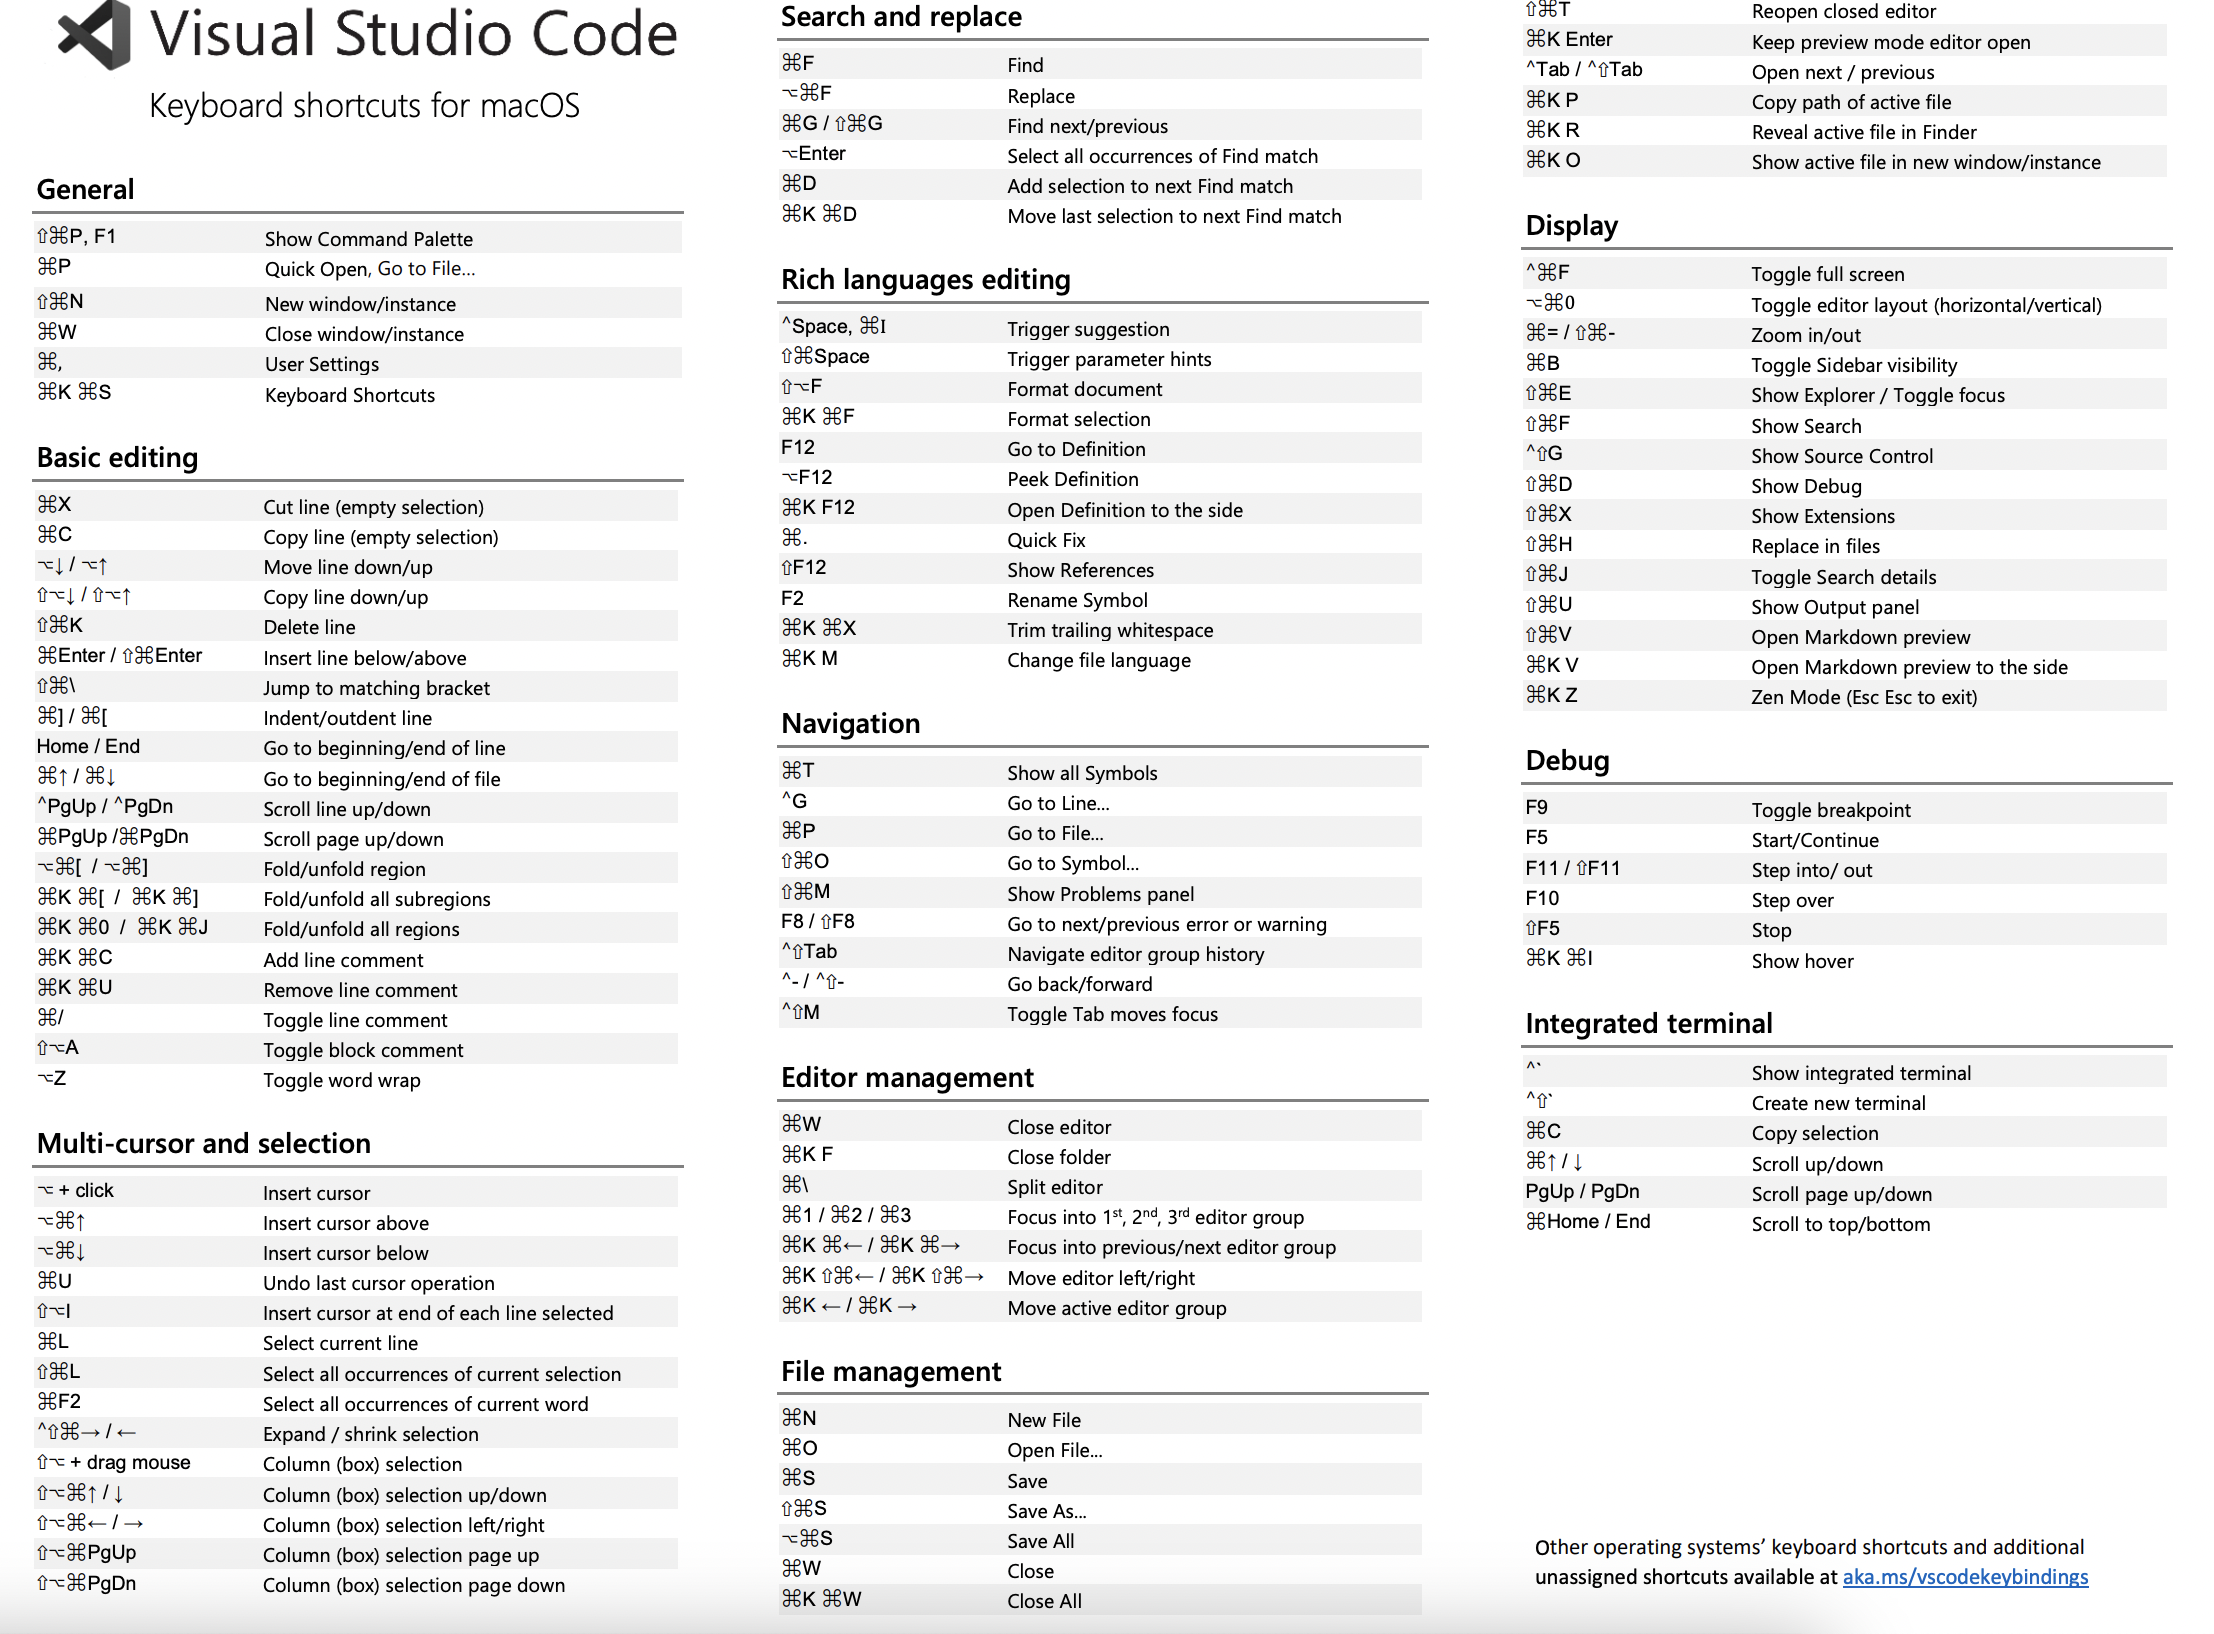 Visual Studio Code
Keyboard shortcuts for macOS
General
⇧⌘P, F1 Show Command Palette
⌘P Quick Open, Go to File…
⇧⌘N New window/instance
⌘W Close window/instance
⌘, User Settings
⌘K ⌘S Keyboard Shortcuts
Basic editing
⌘X Cut line (empty selection)
⌘C Copy line (empty selection)
⌥↓ / ⌥↑ Move line down/up
⇧⌥↓ / ⇧⌥↑ Copy line down/up
⇧⌘K Delete line
⌘Enter / ⇧⌘Enter Insert line below/above
⇧⌘\ Jump to matching bracket
⌘] / ⌘[ Indent/outdent line
Home / End Go to beginning/end of line
⌘↑ / ⌘↓ Go to beginning/end of file
^PgUp / ^PgDn Scroll line up/down
⌘PgUp /⌘PgDn Scroll page up/down
⌥⌘[ / ⌥⌘] Fold/unfold region
⌘K ⌘[ / ⌘K ⌘] Fold/unfold all subregions
⌘K ⌘0 / ⌘K ⌘J Fold/unfold all regions
⌘K ⌘C Add line comment
⌘K ⌘U Remove line comment
⌘/ Toggle line comment
⇧⌥A Toggle block comment
⌥Z Toggle word wrap
Multi-cursor and selection
⌥ + click Insert cursor
⌥⌘↑ Insert cursor above
⌥⌘↓ Insert cursor below
⌘U Undo last cursor operation
⇧⌥I Insert cursor at end of each line selected
⌘L Select current line
⇧⌘L Select all occurrences of current selection
⌘F2 Select all occurrences of current word
^⇧⌘→ / ← Expand / shrink selection
⇧⌥ + drag mouse Column (box) selection
⇧⌥⌘↑ / ↓ Column (box) selection up/down
⇧⌥⌘← / → Column (box) selection left/right
⇧⌥⌘PgUp Column (box) selection page up
⇧⌥⌘PgDn Column (box) selection page down
Search and replace
⌘F Find
⌥⌘F Replace
⌘G / ⇧⌘G Find next/previous
⌥Enter Select all occurrences of Find match
⌘D Add selection to next Find match
⌘K ⌘D Move last selection to next Find match
Rich languages editing
^Space, ⌘I Trigger suggestion
⇧⌘Space Trigger parameter hints
⇧⌥F Format document
⌘K ⌘F Format selection
F12 Go to Definition
⌥F12 Peek Definition
⌘K F12 Open Definition to the side
⌘. Quick Fix
⇧F12 Show References
F2 Rename Symbol
⌘K ⌘X Trim trailing whitespace
⌘K M Change file language
Navigation
⌘T Show all Symbols
^G Go to Line…
⌘P Go to File…
⇧⌘O Go to Symbol…
⇧⌘M Show Problems panel
F8 / ⇧F8 Go to next/previous error or warning
^⇧Tab Navigate editor group history
^- / ^⇧- Go back/forward
^⇧M Toggle Tab moves focus
Editor management
⌘W Close editor
⌘K F Close folder
⌘\ Split editor
⌘1 / ⌘2 / ⌘3 Focus into 1st, 2nd, 3rd editor group
⌘K ⌘← / ⌘K ⌘→ Focus into previous/next editor group
⌘K ⇧⌘← / ⌘K ⇧⌘→ Move editor left/right
⌘K ← / ⌘K → Move active editor group
File management
⌘N New File
⌘O Open File…
⌘S Save
⇧⌘S Save As…
⌥⌘S Save All
⌘W Close
⌘K ⌘W Close All
⇧⌘T Reopen closed editor
⌘K Enter Keep preview mode editor open
^Tab / ^⇧Tab Open next / previous
⌘K P Copy path of active file
⌘K R Reveal active file in Finder
⌘K O Show active file in new window/instance
Display
^⌘F Toggle full screen
⌥⌘0 Toggle editor layout (horizontal/vertical)
⌘= / ⇧⌘- Zoom in/out
⌘B Toggle Sidebar visibility
⇧⌘E Show Explorer / Toggle focus
⇧⌘F Show Search
^⇧G Show Source Control
⇧⌘D Show Debug
⇧⌘X Show Extensions
⇧⌘H Replace in files
⇧⌘J Toggle Search details
⇧⌘U Show Output panel
⇧⌘V Open Markdown preview
⌘K V Open Markdown preview to the side
⌘K Z Zen Mode (Esc Esc to exit)
Debug
F9 Toggle breakpoint
F5 Start/Continue
F11 / ⇧F11 Step into/ out
F10 Step over
⇧F5 Stop
⌘K ⌘I Show hover
Integrated terminal
^` Show integrated terminal
^⇧` Create new terminal
⌘C Copy selection
⌘↑ / ↓ Scroll up/down
PgUp / PgDn Scroll page up/down
⌘Home / End Scroll to top/bottom
Other operating systems’ keyboard shortcuts and additional
unassigned shortcuts available at aka.ms/vscodekeybindings